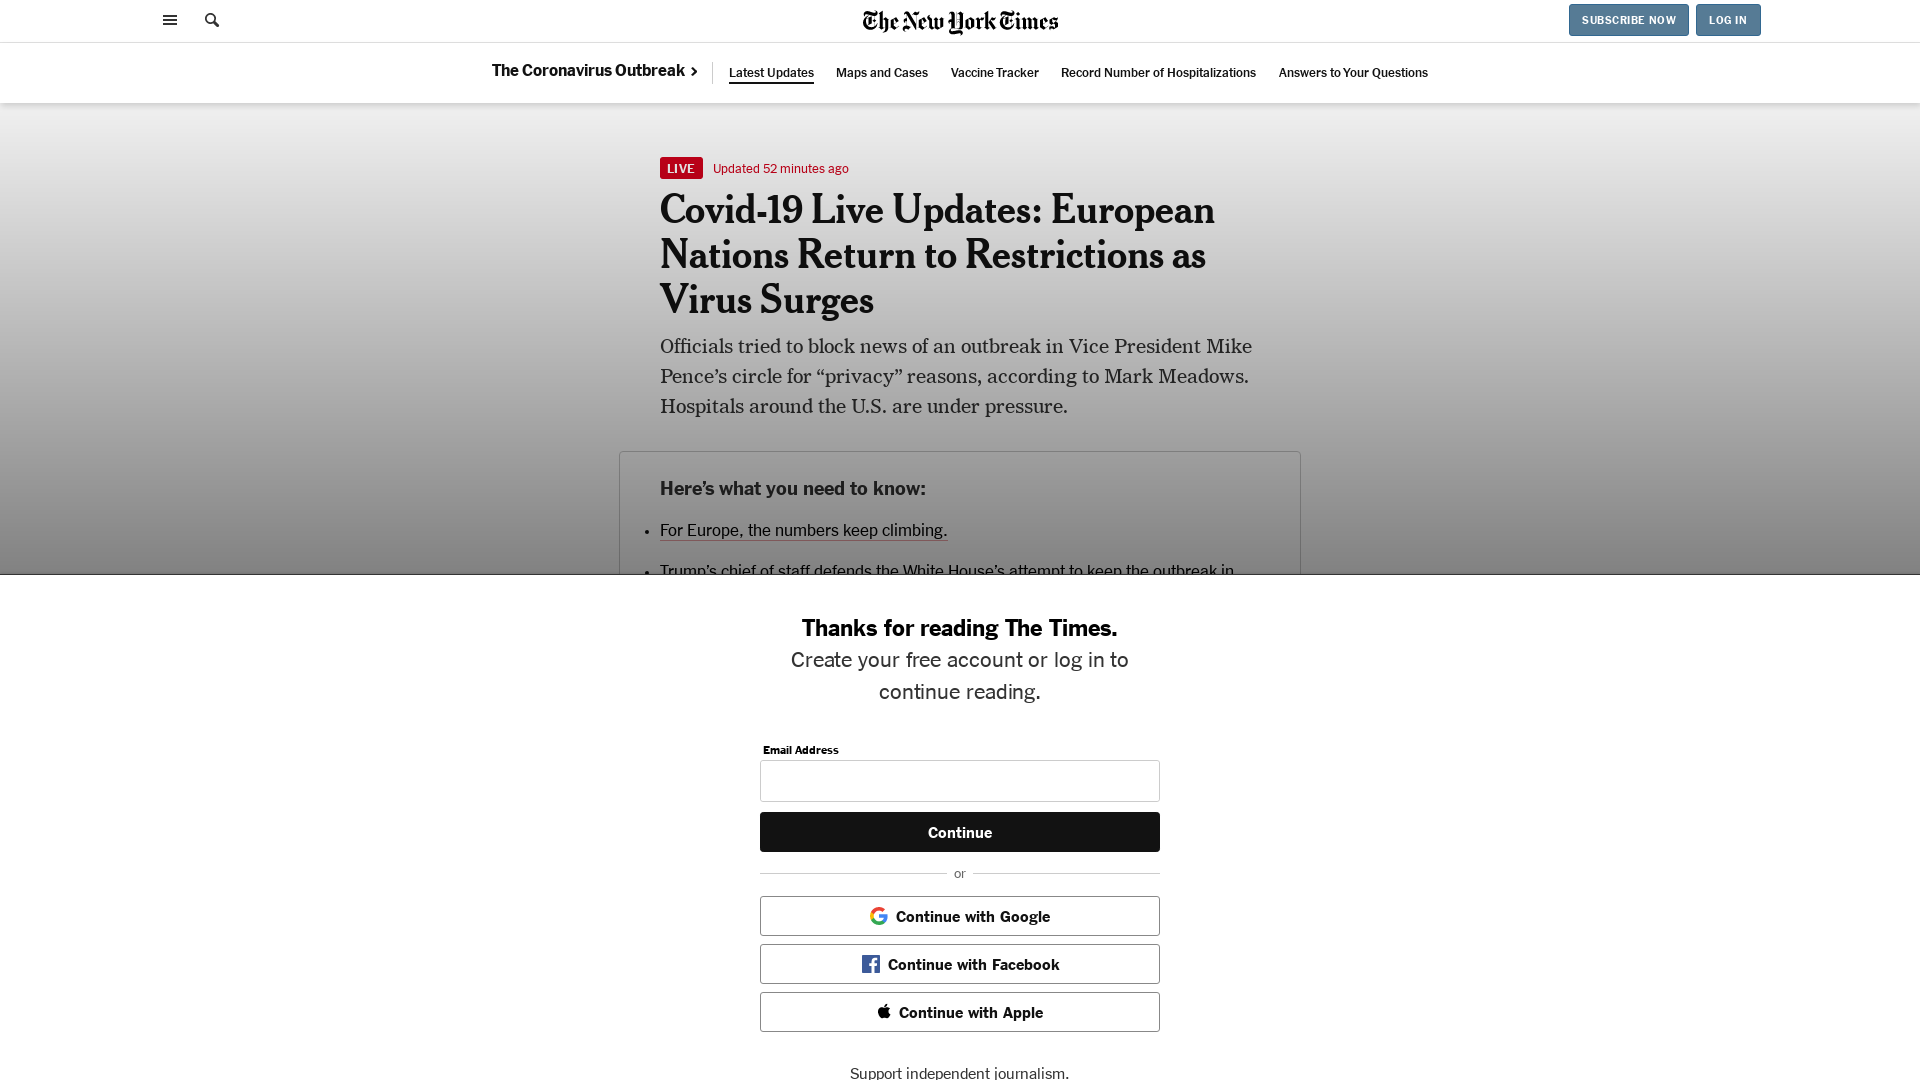 The New York Times
SUBSCRIBE NOW
LOG IN
The Coronavirus Outbreak
Latest Updates
Maps and Cases
Vaccine Tracker
Record Number of Hospitalizations
Answers to Your Questions
LIVE
Updated 52 minutes ago
Covid-19 Live Updates: European
Nations Return to Restrictions as
Virus Surges
Officials tried to block news of an outbreak in Vice President Mike
Pence’s circle for “privacy” reasons, according to Mark Meadows.
Hospitals around the U.S. are under pressure.
Here’s what you need to know:
For Europe, the numbers keep climbing.
Trump’s chief of staff defends the White House’s attempt to keep the outbreak in
Thanks for reading The Times.
Create your free account or log in to
continue reading.
Email Address
Continue
or
Continue with Google
Continue with Facebook
Continue with Apple
Support independent journalism.